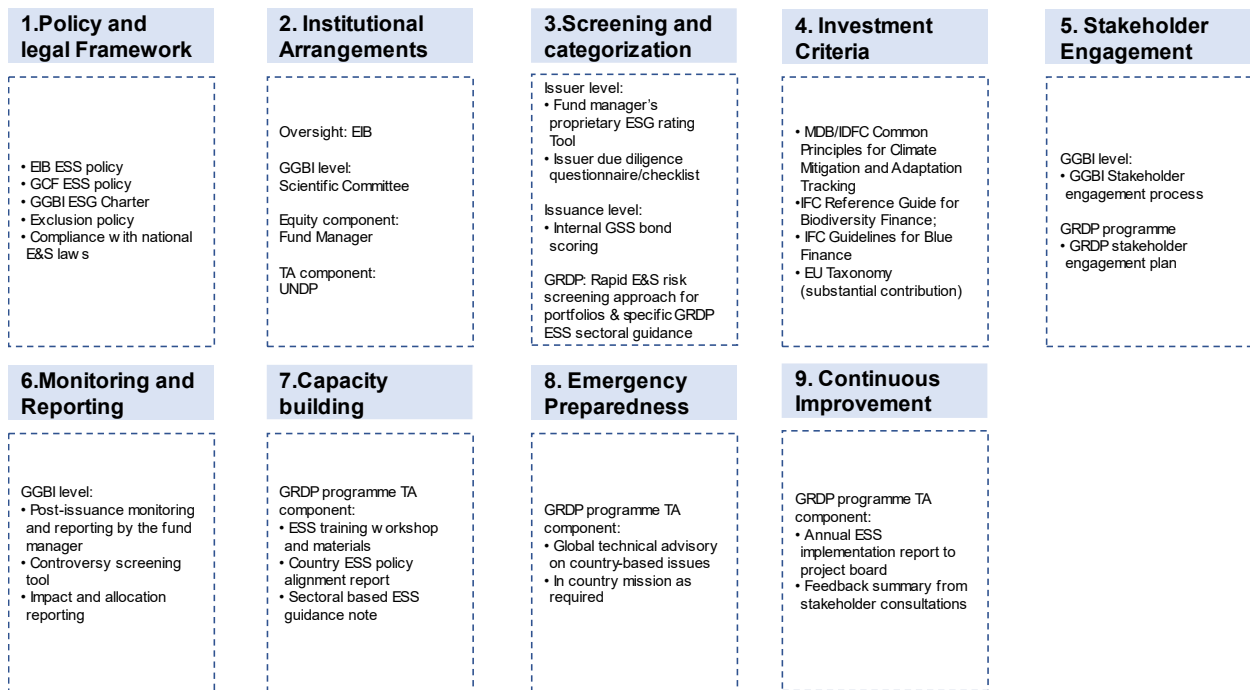 1.Policy and
legal Framework
• EIB ESS policy
• GCF ESS policy
• GGBI ESG Charter
• Exclusion policy
• Compliance with national
E&S laws
2. Institutional
Arrangements
Oversight: EIB
GGBI level:
Scientific Committee
Equity component:
Fund Manager
TA component:
UNDP
3.Screening and
categorization
Issuer level:
• Fund manager's
proprietary ESG rating
Tool
• Issuer due diligence
questionnaire/checklist
Issuance level:
• Internal GSS bond
scoring
GRDP: Rapid E&S risk
screening approach for
portfolios & specific GRDP
ESS sectoral guidance
4. Investment
Criteria
• MDB/IDFC Common
Principles for Climate
Mitigation and Adaptation
Tracking
•IFC Reference Guide for
Biodiversity Finance;
• IFC Guidelines for Blue
Finance
• EU Taxonomy
(substantial contribution)
5. Stakeholder
Engagement
GGBI level:
• GGBI Stakeholder
engagement process
GRDP programme
• GRDP stakeholder
engagement plan
6.Monitoring and
Reporting
GGBI level:
• Post-issuance monitoring
and reporting by the fund
manager
• Controversy screening
tool
• Impact and allocation
reporting
7.Capacity
building
GRDP programme TA
component:
• ESS training workshop
and materials
• Country ESS policy
alignment report
• Sectoral based ESS
guidance note
8. Emergency
Preparedness
GRDP programme TA
component:
• Global technical advisory
on country-based issues
• In country mission as
required
9. Continuous
Improvement
GRDP programme TA
component:
• Annual ESS
implementation report to
project board
• Feedback summary from
stakeholder consultations